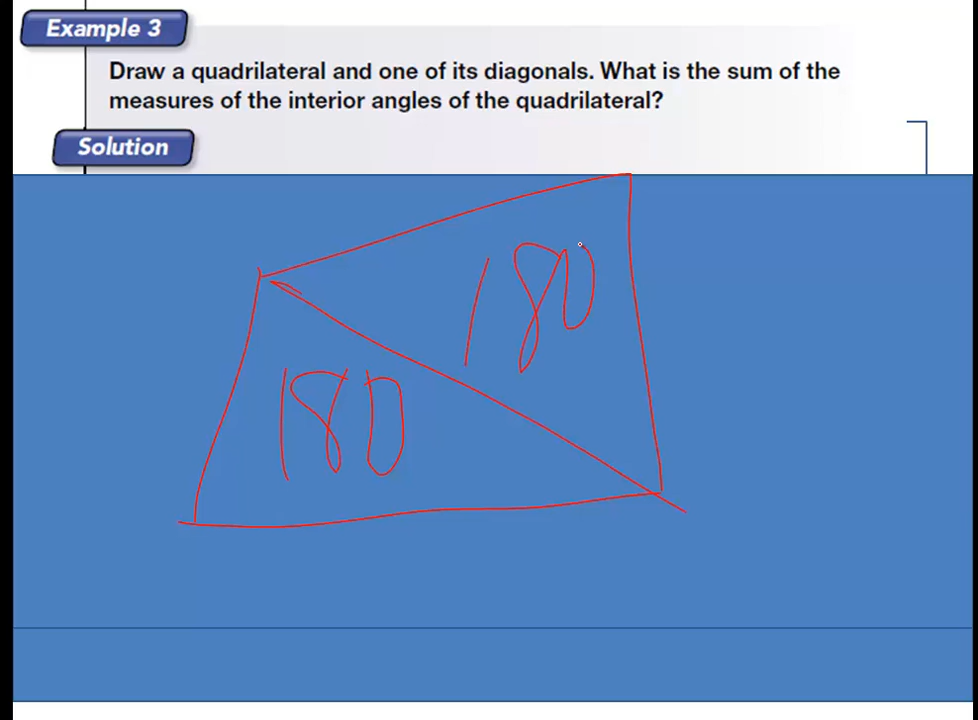 Example 3
Draw a quadrilateral and one of its diagonals. What is the sum of the
measures of the interior angles of the quadrilateral?
Solution
180
180